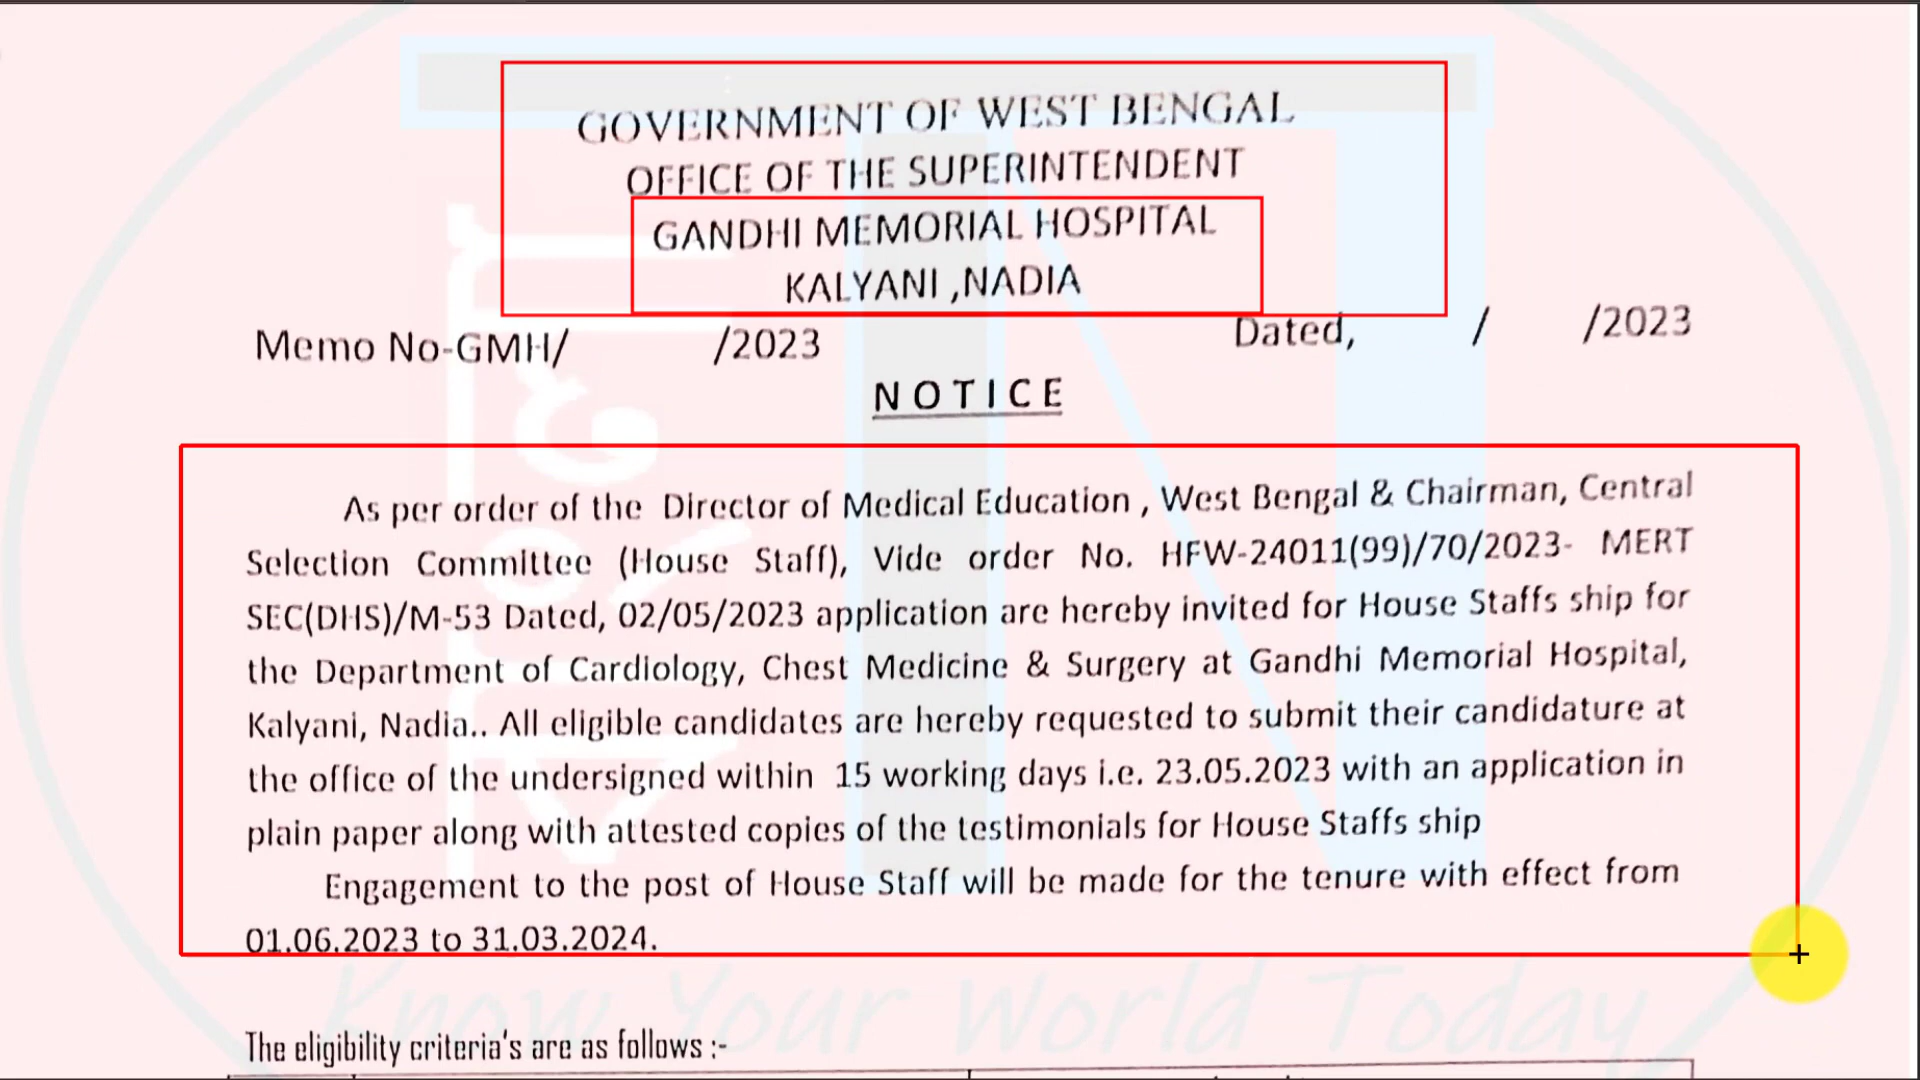 GOVERNMENT OF WEST BENGAL
OFFICE OF THE SUPERINTENDENT
GANDHI MEMORIAL HOSPITAL
KALYANI ,NADIA
Memo No-GMH/ /2023 Dated, / /2023
NOTICE
As per order of the Director of Medical Education , West Bengal & Chairman, Central
Selection Committee (House Staff), Vide order No. HFW-24011(99)/70/2023- MERT
SEC(DHS)/M-53 Dated, 02/05/2023 application are hereby invited for House Staffs ship for
the Department of Cardiology, Chest Medicine & Surgery at Gandhi Memorial Hospital,
Kalyani, Nadia.. All eligible candidates are hereby requested to submit their candidature at
the office of the undersigned within 15 working days i.e. 23.05.2023 with an application in
plain paper along with attested copies of the testimonials for House Staffs ship
Engagement to the post of House Staff will be made for the tenure with effect from
01.06.2023 to 31.03.2024.
Know Your World Today
The eligibility criteria's are as follows :-